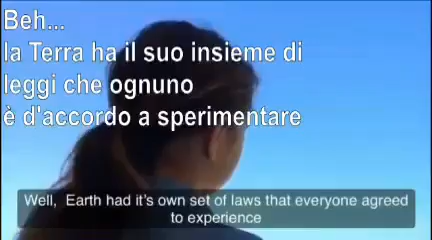 Beh...
la Terra ha il suo insieme di
leggi che ognuno
è d'accordo a sperimentare
Well, Earth had it's own set of laws that everyone agreed
to experience